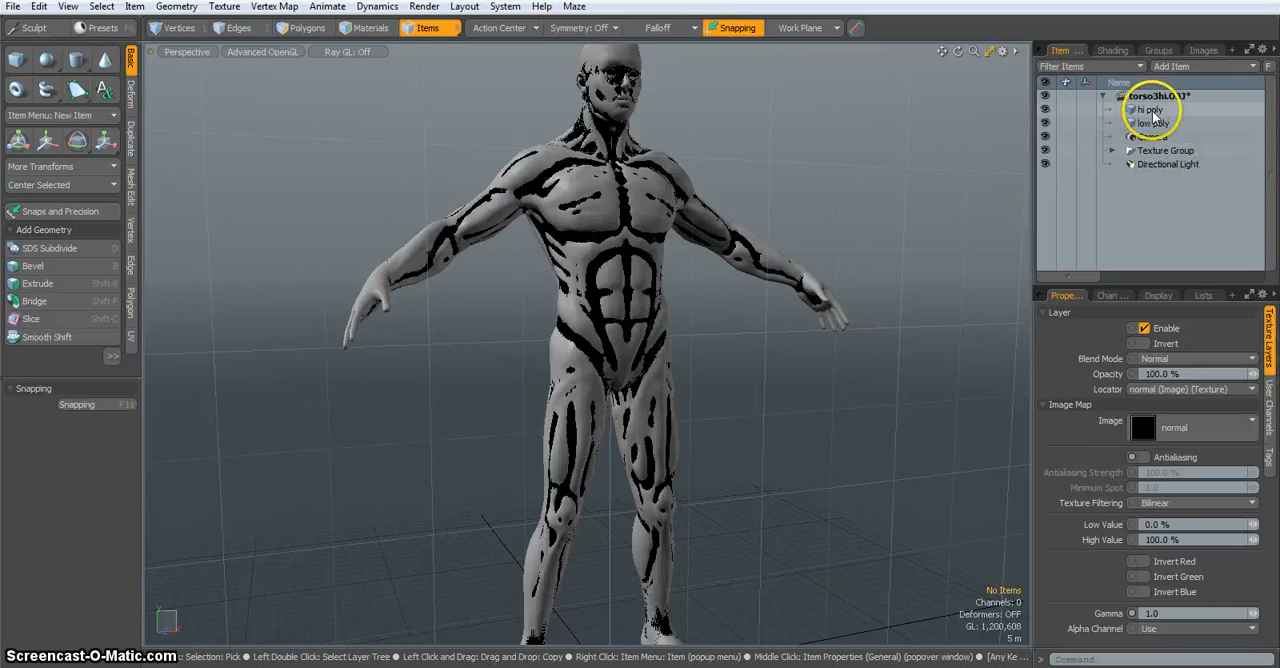 File Edit View Select Item Geometry Texture Vertex Map Animate Dynamics Render Layout System Help Maze
Sculpt Presets Vertices Edges Polygons Materials Items Action Center Symmetry: Off Falloff Snapping Work Plane
Perspective Advanced OpenGL Ray GL: Off
Item ... Shading Groups Images +
Filter Items Add Item F
Name
torso3hi.OBJ*
hi poly
low poly
Camera
Texture Group
Directional Light
Item Menu: New Item
More Transforms
Center Selected
Snaps and Precision
Add Geometry
SDS Subdivide D
Bevel B
Extrude Shift-X
Bridge Shift-F
Slice Shift-C
Smooth Shift
>>
Snapping
Snapping F11
Basic
Deform
Duplicate
Mesh Edit
Vertex
Edge
Polygon
UV
Prope... Chan ... Display Lists +
Layer
Enable
Invert
Blend Mode Normal
Opacity 100.0 %
Locator normal (Image) (Texture)
Image Map
Image normal
Antialiasing
Antialiasing Strength 100.0 %
Minimum Spot 1.0
Texture Filtering Bilinear
Low Value 0.0 %
High Value 100.0 %
Invert Red
Invert Green
Invert Blue
Gamma 1.0
Alpha Channel Use
Texture Layers
User Channels
Tags
No Items
Channels: 0
Deformers: OFF
GL: 1,200,608
5 m
Screencast-O-Matic.com
Selection: Pick ● Left Double Click: Select Layer Tree ● Left Click and Drag: Drag and Drop: Copy ● Right Click: Item Menu: Item (popup menu) ● Middle Click: Item Properties (General) (popover window) ● [Any Ke ...
Command